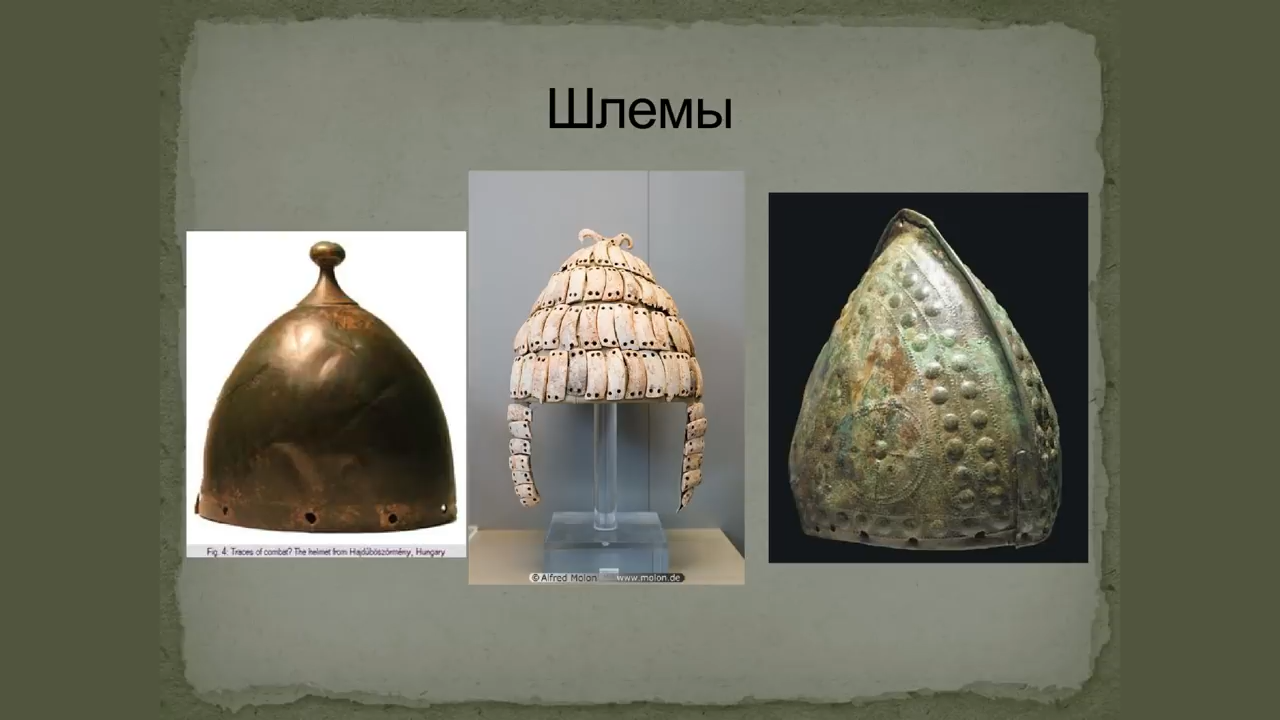 Шлемы
Fig. 4: Traces of combat? The helmet from Hajdúböszörmény, Hungary
© Alfred Molon www.molon.de